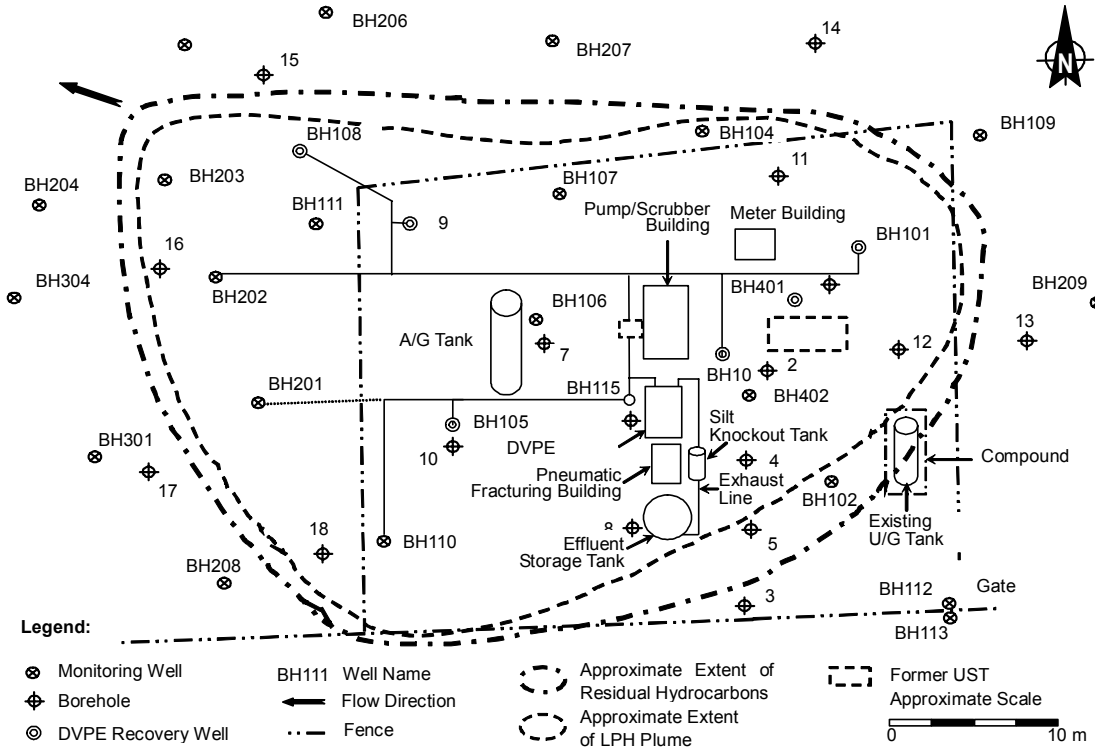 BH206
14
BH207
15
N
BH108
BH104
BH109
11
BH203
BH204
BH107
BH111
9
Pump/Scrubber
Building
Meter Building
BH101
16
BH304
BH202
BH401
BH209
BH106
A/G Tank
13
7
12
BH10
2
BH201
BH115
BH402
BH105
Silt
Knockout Tank
DVPE
10
BH301
4
Compound
Pneumatic
Fracturing Building
17
Exhaust
Line
BH102
18
8
Existing
U/G Tank
BH110
Effluent
Storage Tank
5
BH208
BH112
Gate
3
BH113
Legend:
Monitoring Well
BH111 Well Name
Approximate Extent of
Residual Hydrocarbons
Former UST
Borehole
Flow Direction
Approximate Scale
Approximate Extent
of LPH Plume
DVPE Recovery Well
Fence
0 10 m